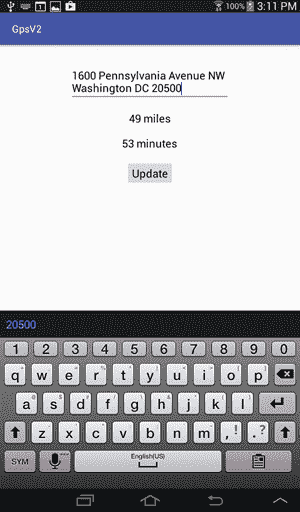 100% 3:11 PM
GpsV2
1600 Pennsylvania Avenue NW
Washington DC 20500
49 miles
53 minutes
Update
20500
1 2 3 4 5 6 7 8 9 0
q w e r t y u i o p
a s d f g h j k l
z x c v b n m , ! . ?
SYM English(US)